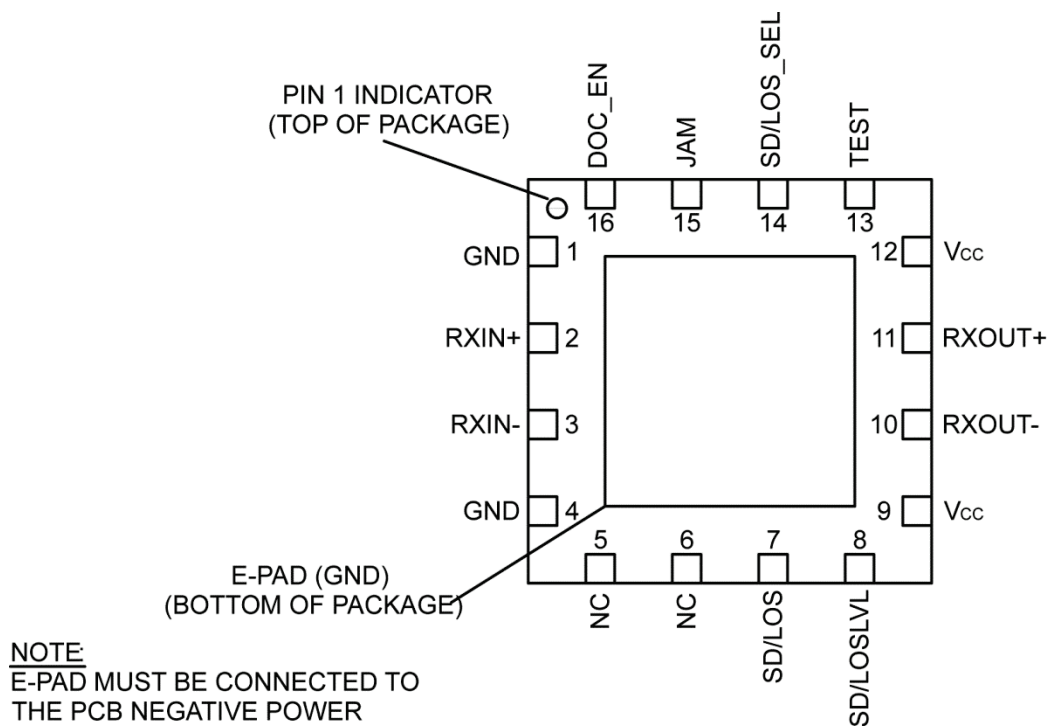 PIN 1 INDICATOR
(TOP OF PACKAGE)
DOC_EN
JAM
SD/LOS_SEL
TEST
16
15
14
13
GND
1
12
Vcc
RXIN+
2
11
RXOUT+
RXIN-
3
10
RXOUT-
GND
4
9
Vcc
5
6
7
8
NC
NC
SD/LOS
SD/LOSLVL
E-PAD (GND)
(BOTTOM OF PACKAGE)
NOTE:
E-PAD MUST BE CONNECTED TO
THE PCB NEGATIVE POWER